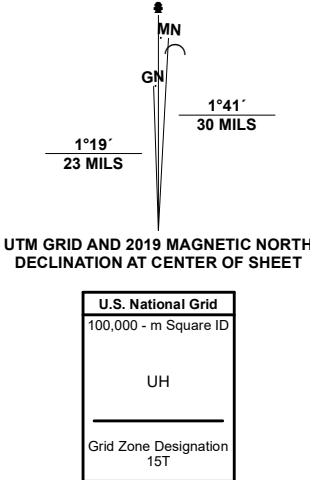 MN
GN
1°41´
30 MILS
1°19´
23 MILS
UTM GRID AND 2019 MAGNETIC NORTH
DECLINATION AT CENTER OF SHEET
U.S. National Grid
100,000 - m Square ID
UH
Grid Zone Designation
15T